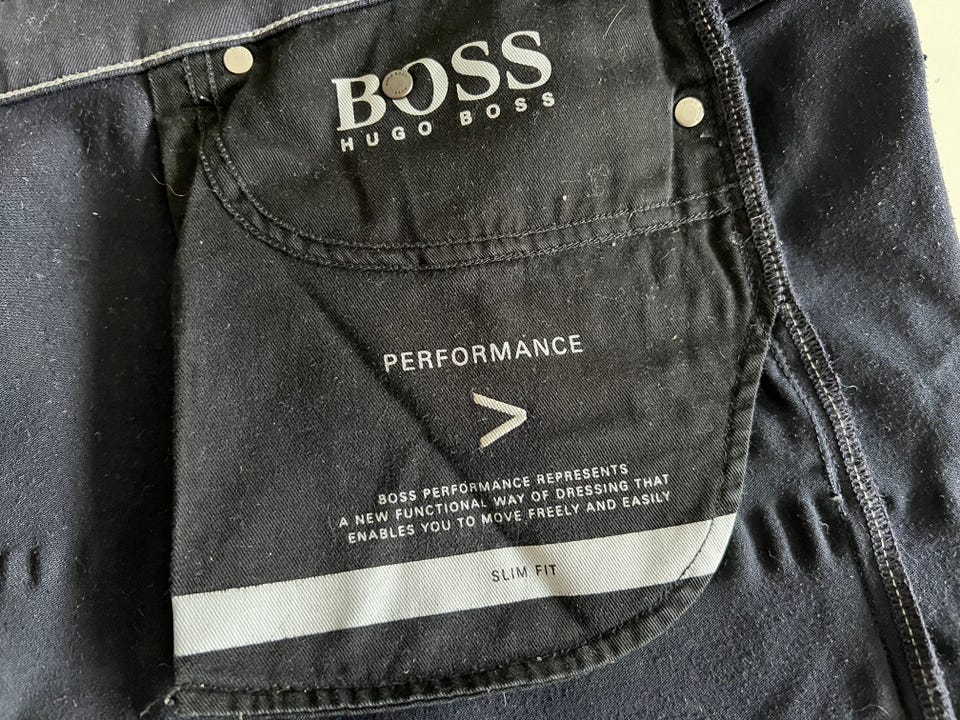 BOSS
HUGO BOSS
PERFORMANCE
>
BOSS PERFORMANCE REPRESENTS
A NEW FUNCTIONAL WAY OF DRESSING THAT
ENABLES YOU TO MOVE FREELY AND EASILY
SLIM FIT